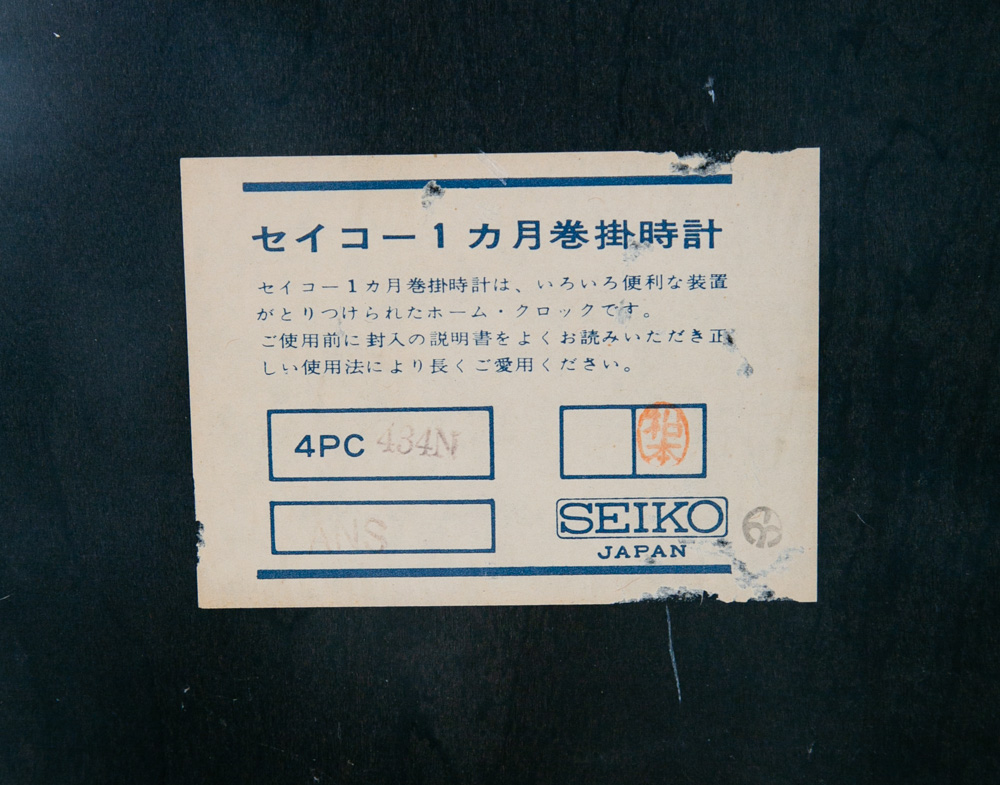 セイコー1カ月巻掛時計
セイコー1カ月巻掛時計は、いろいろ便利な装置
がとりつけられたホーム・クロックです。
ご使用前に封入の説明書をよくお読みいただき正
しい使用法により長くご愛用ください。
4PC 434N
柏本
ANS
SEIKO
JAPAN